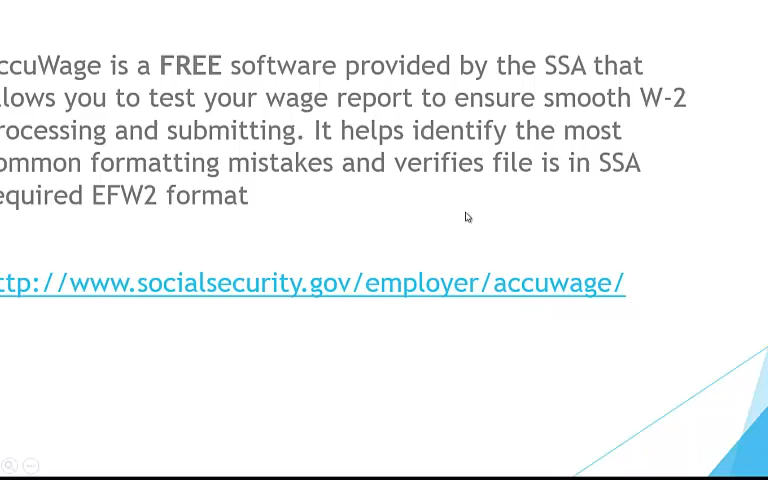 ccuWage is a FREE software provided by the SSA that
llows you to test your wage report to ensure smooth W-2
rocessing and submitting. It helps identify the most
ommon formatting mistakes and verifies file is in SSA
equired EFW2 format
ttp://www.socialsecurity.gov/employer/accuwage/